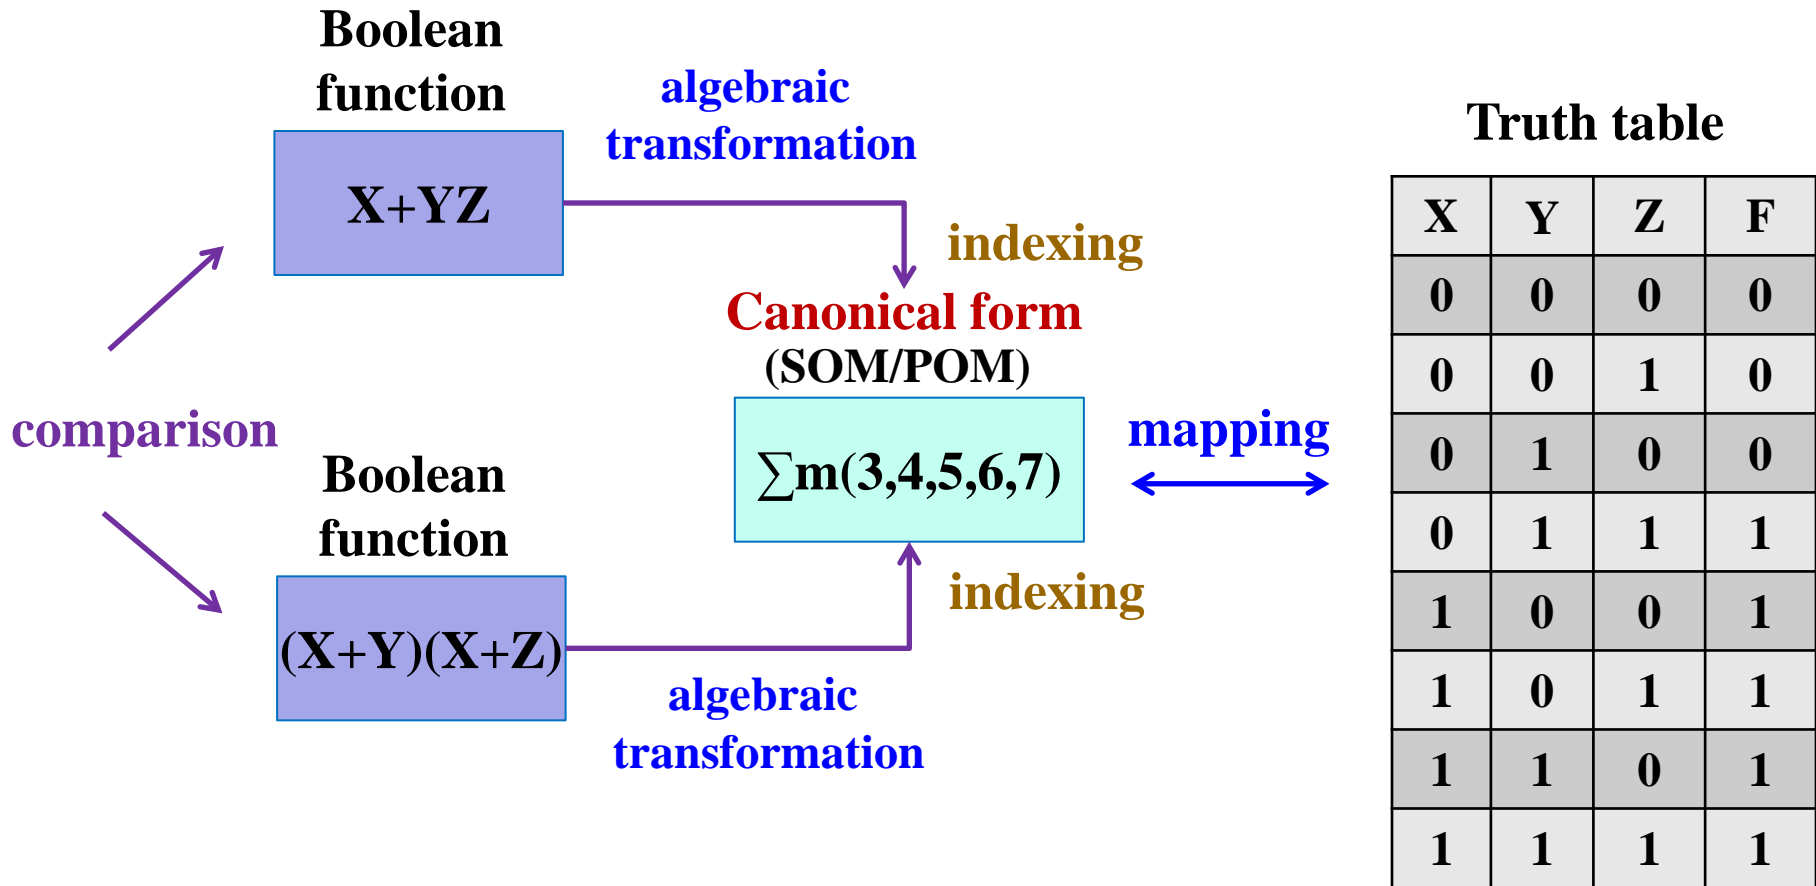 Boolean
function
X+YZ
algebraic
transformation
indexing
Canonical form
(SOM/POM)
∑m(3,4,5,6,7)
comparison
Boolean
function
(X+Y)(X+Z)
indexing
algebraic
transformation
mapping
Truth table
X Y Z F
0 0 0 0
0 0 1 0
0 1 0 0
0 1 1 1
1 0 0 1
1 0 1 1
1 1 0 1
1 1 1 1